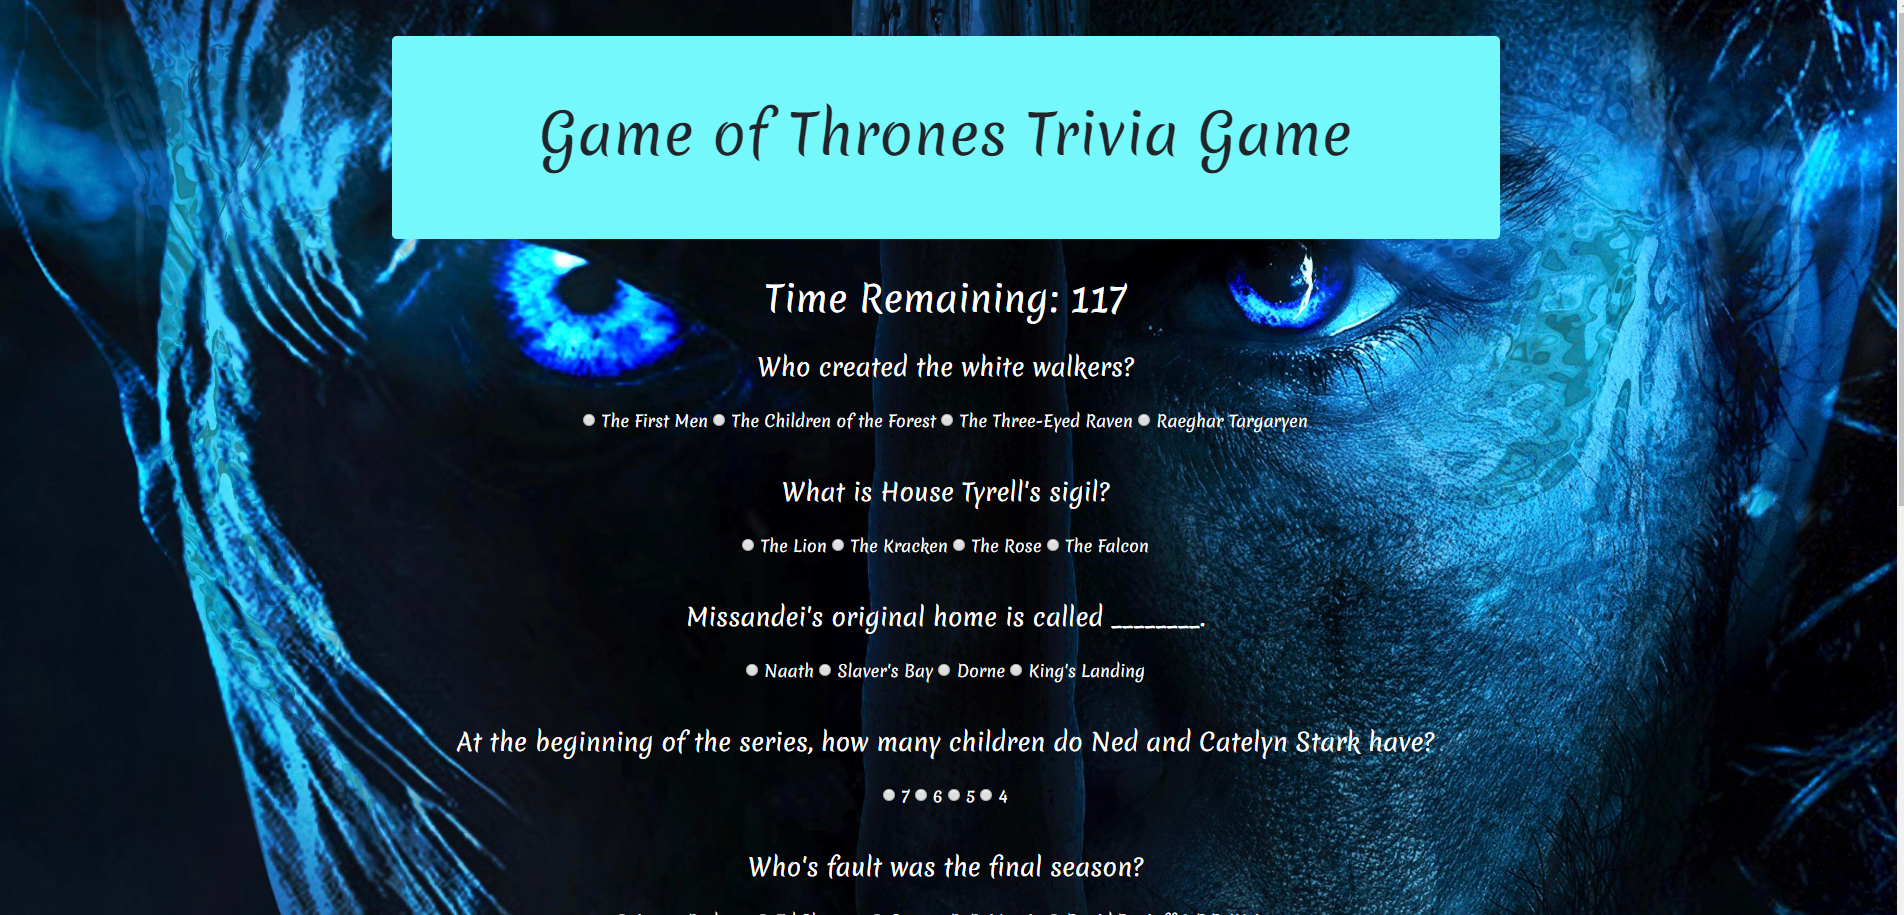 Game of Thrones Trivia Game
Time Remaining: 117
Who created the white walkers?
The First Men The Children of the Forest The Three-Eyed Raven Raeghar Targaryen
What is House Tyrell's sigil?
The Lion The Kracken The Rose The Falcon
Missandei's original home is called ________.
Naath Slaver's Bay Dorne King's Landing
At the beginning of the series, how many children do Ned and Catelyn Stark have?
7 6 5 4
Who's fault was the final season?